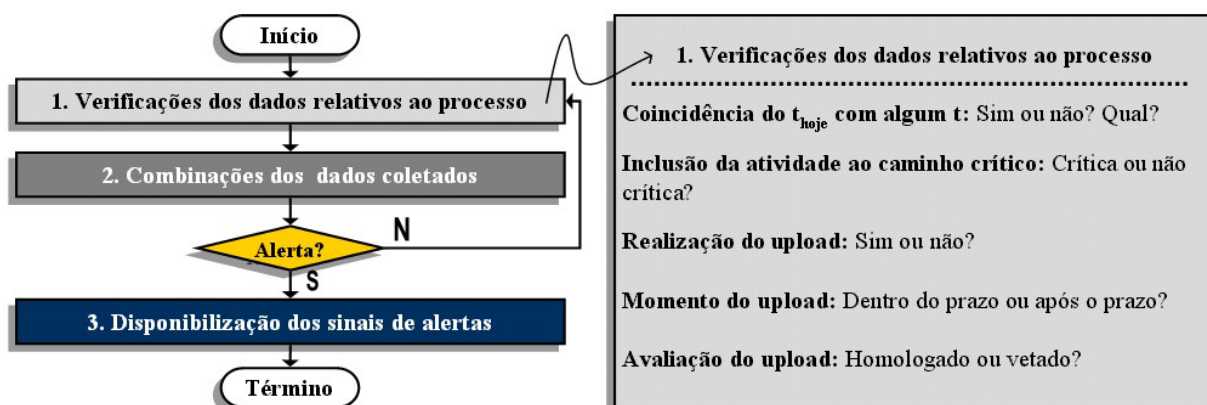 Início
1. Verificações dos dados relativos ao processo
2. Combinações dos dados coletados
Alerta?
N
S
3. Disponibilização dos sinais de alertas
Término
1. Verificações dos dados relativos ao processo
Coincidência do t hoje com algum t: Sim ou não? Qual?
Inclusão da atividade ao caminho crítico: Crítica ou não
crítica?
Realização do upload: Sim ou não?
Momento do upload: Dentro do prazo ou após o prazo?
Avaliação do upload: Homologado ou vetado?